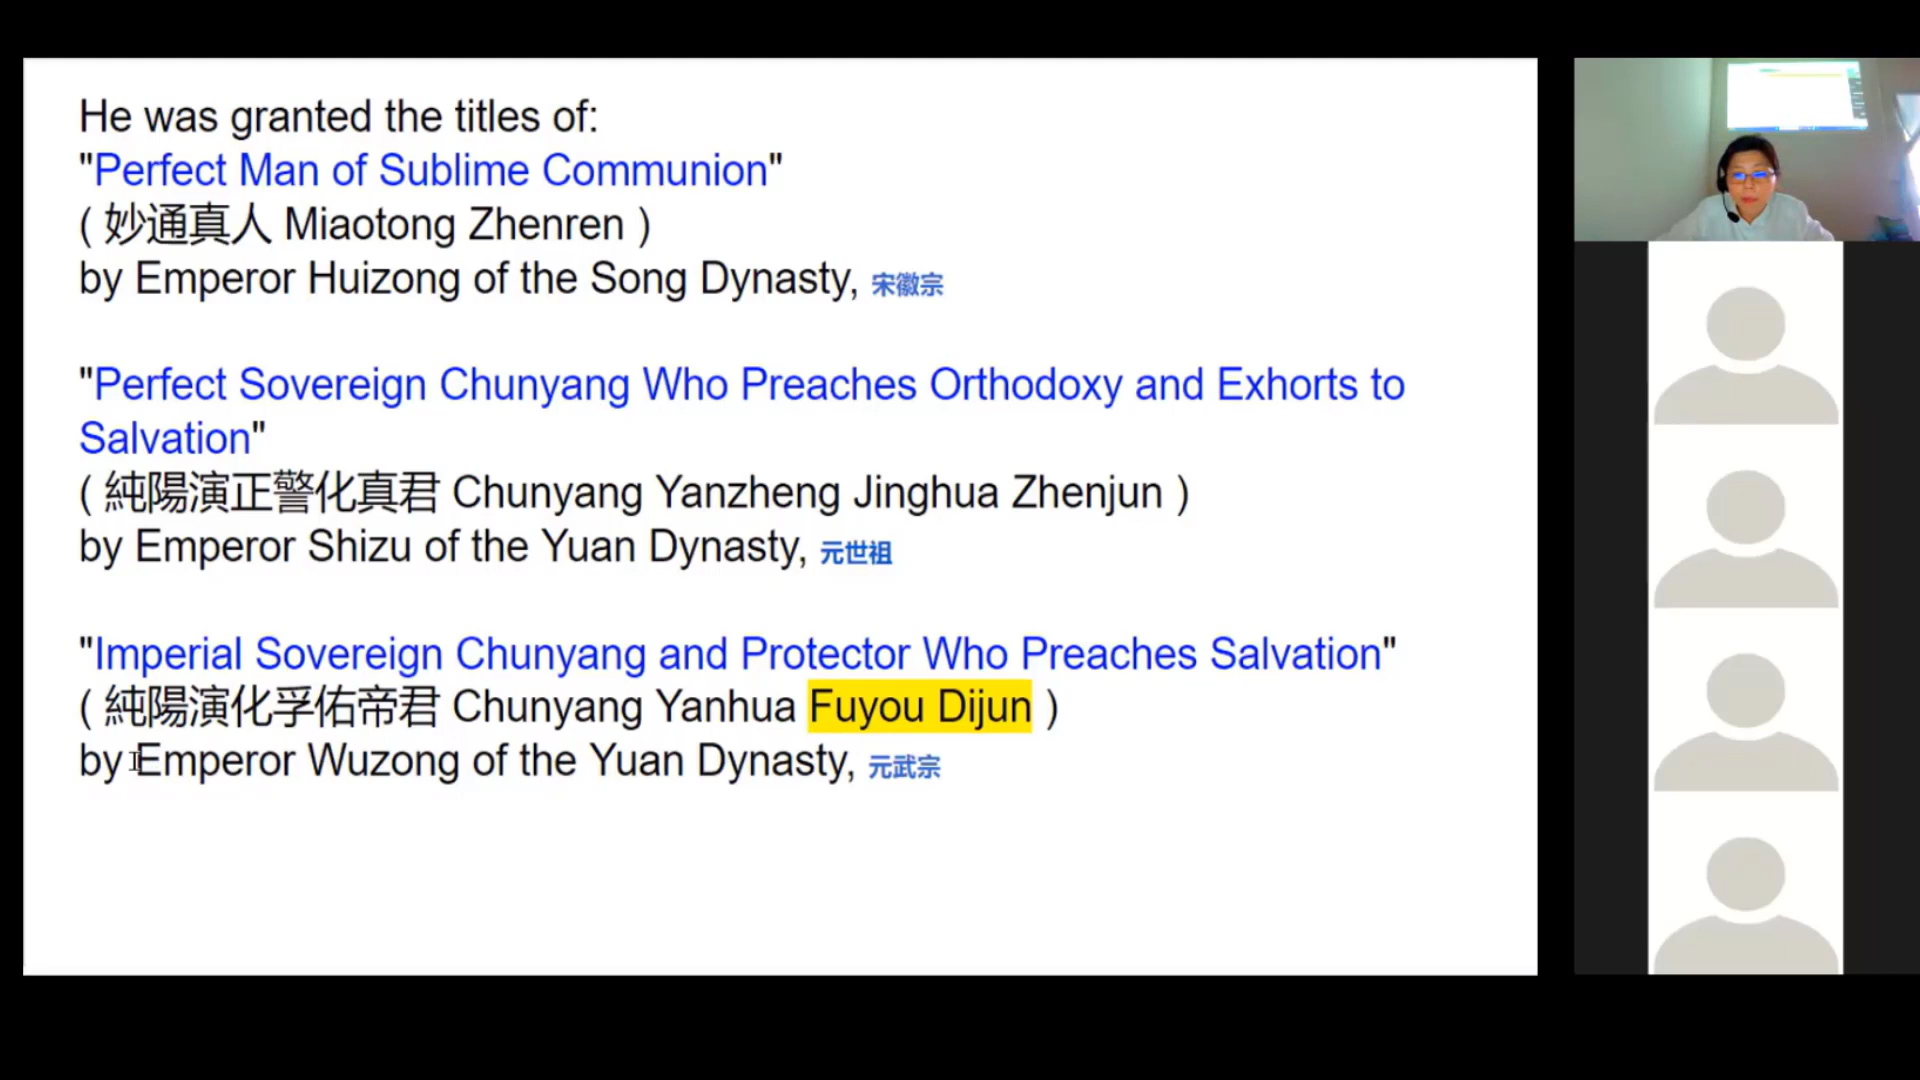 He was granted the titles of:
"Perfect Man of Sublime Communion"
( 妙通真人 Miaotong Zhenren )
by Emperor Huizong of the Song Dynasty, 宋徽宗
"Perfect Sovereign Chunyang Who Preaches Orthodoxy and Exhorts to
Salvation"
( 純陽演正警化真君 Chunyang Yanzheng Jinghua Zhenjun )
by Emperor Shizu of the Yuan Dynasty, 元世祖
"Imperial Sovereign Chunyang and Protector Who Preaches Salvation"
( 純陽演化孚佑帝君 Chunyang Yanhua Fuyou Dijun )
by Emperor Wuzong of the Yuan Dynasty, 元武宗